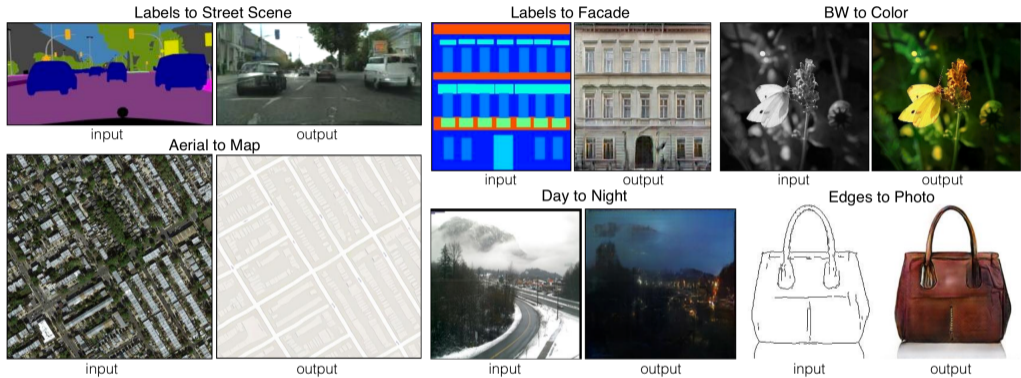 Labels to Street Scene
input
output
Aerial to Map
input
output
Labels to Facade
input
output
BW to Color
input
output
Day to Night
input
output
Edges to Photo
input
output